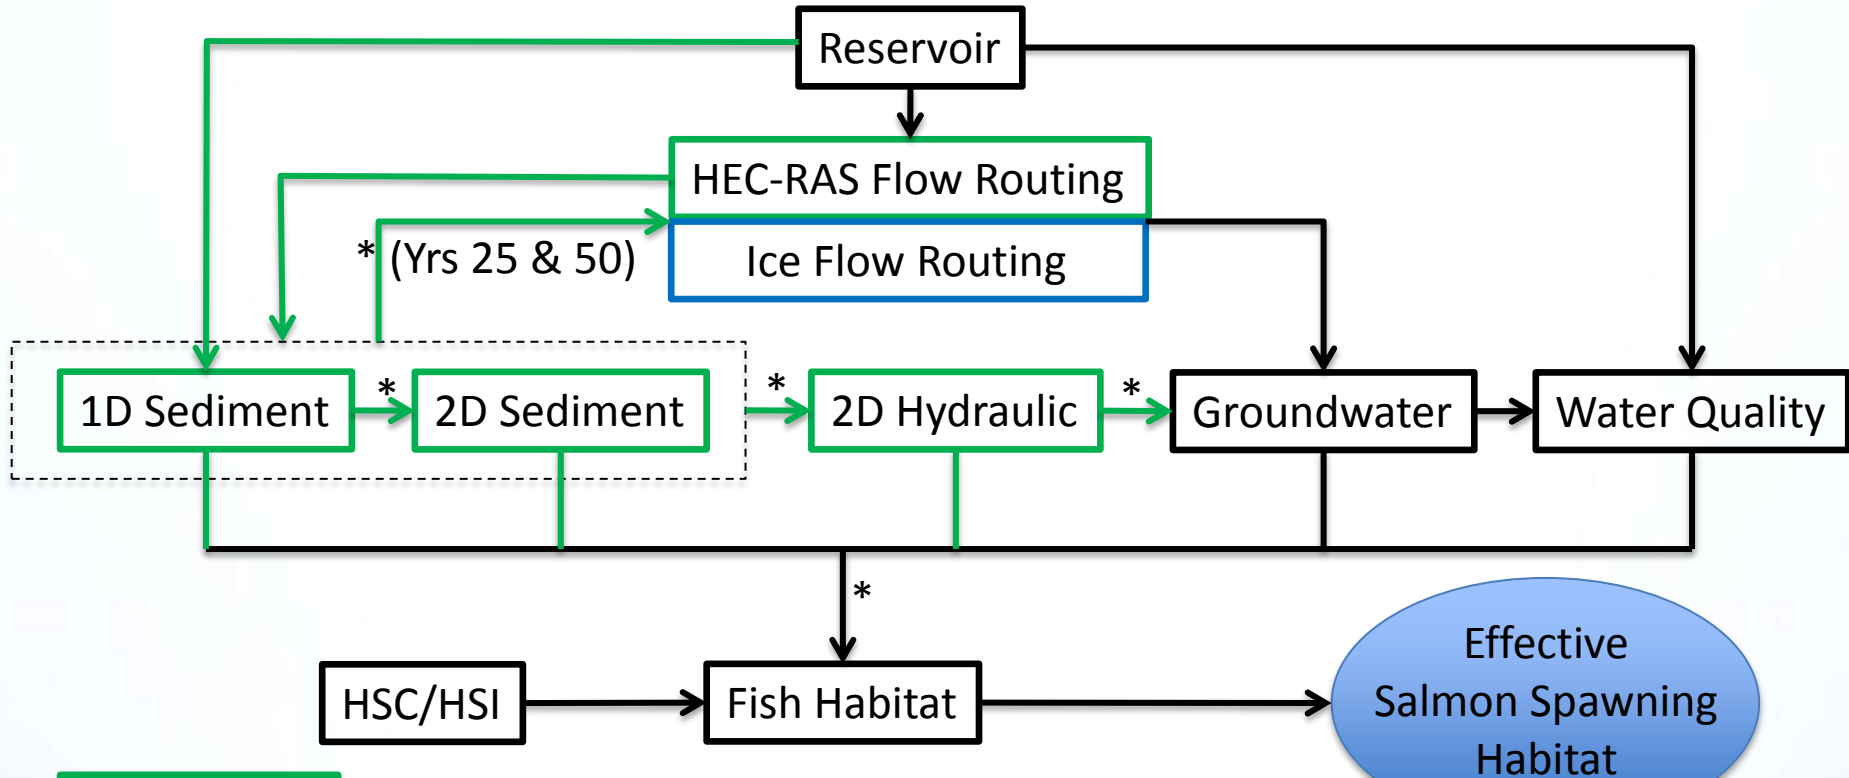 Reservoir
HEC-RAS Flow Routing
* (Yrs 25 & 50)
Ice Flow Routing
1D Sediment
*
2D Sediment
*
2D Hydraulic
*
Groundwater
Water Quality
*
HSC/HSI
Fish Habitat
Effective
Salmon Spawning
Habitat